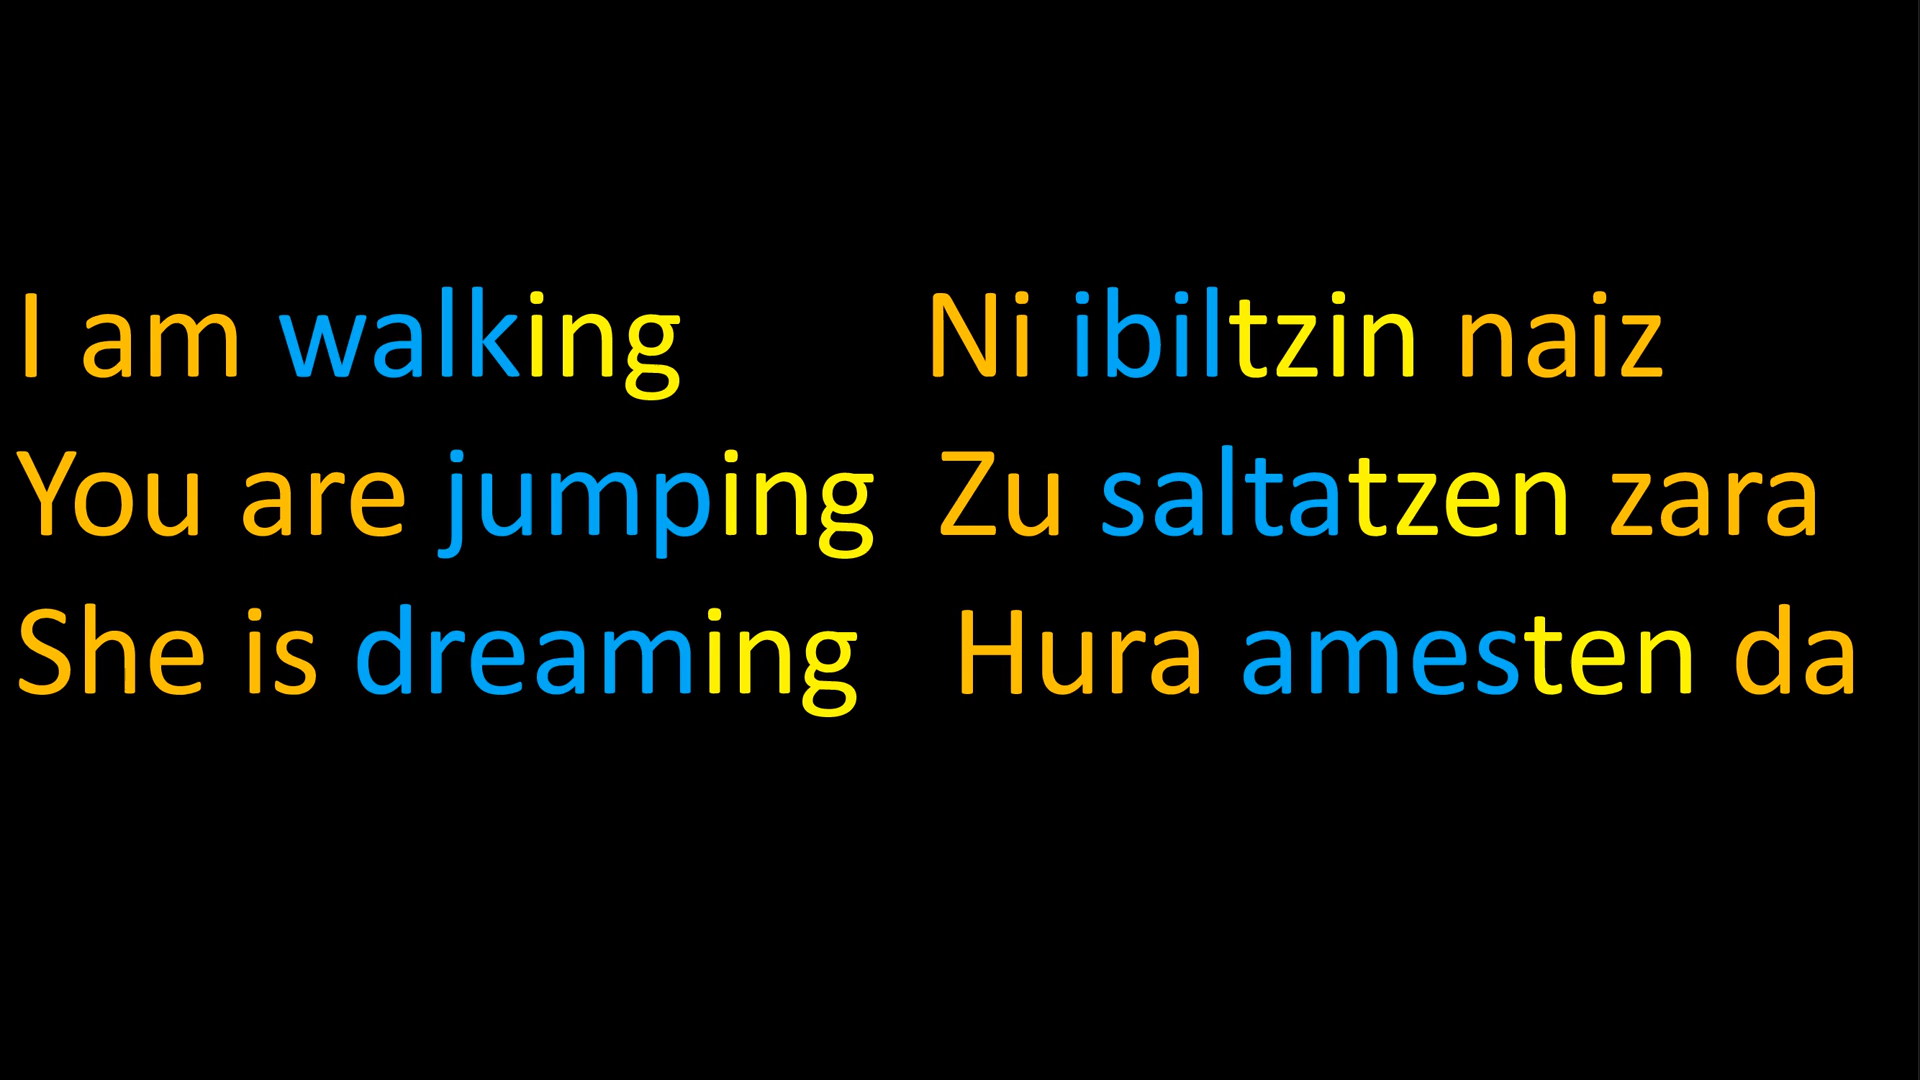 I am walking Ni ibiltzin naiz
You are jumping Zu saltatzen zara
She is dreaming Hura amesten da